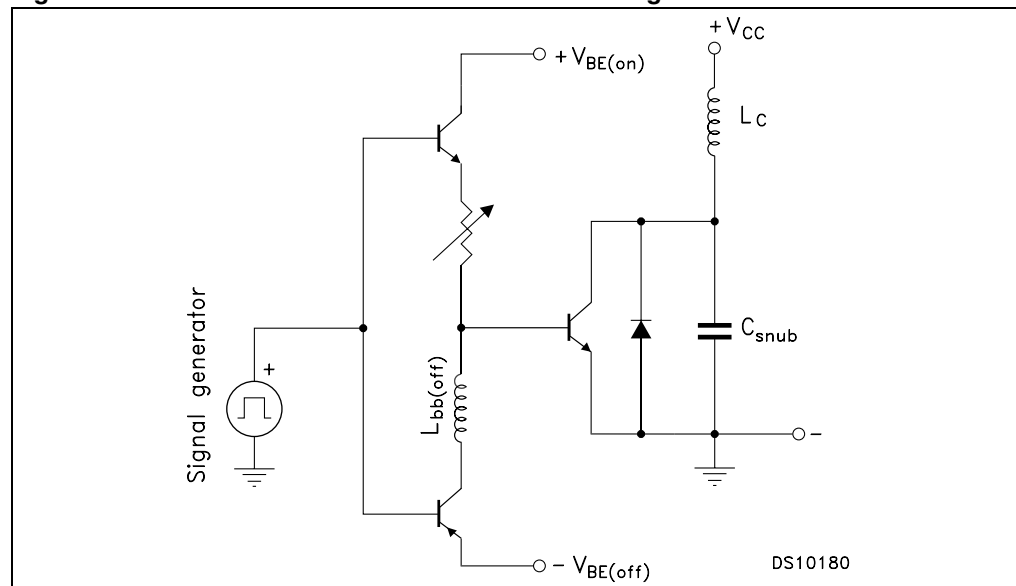 + V_CC
+ V_BE(on)
L_C
Signal generator
+
L_bb(off)
C_snub
-
- V_BE(off)
DS10180